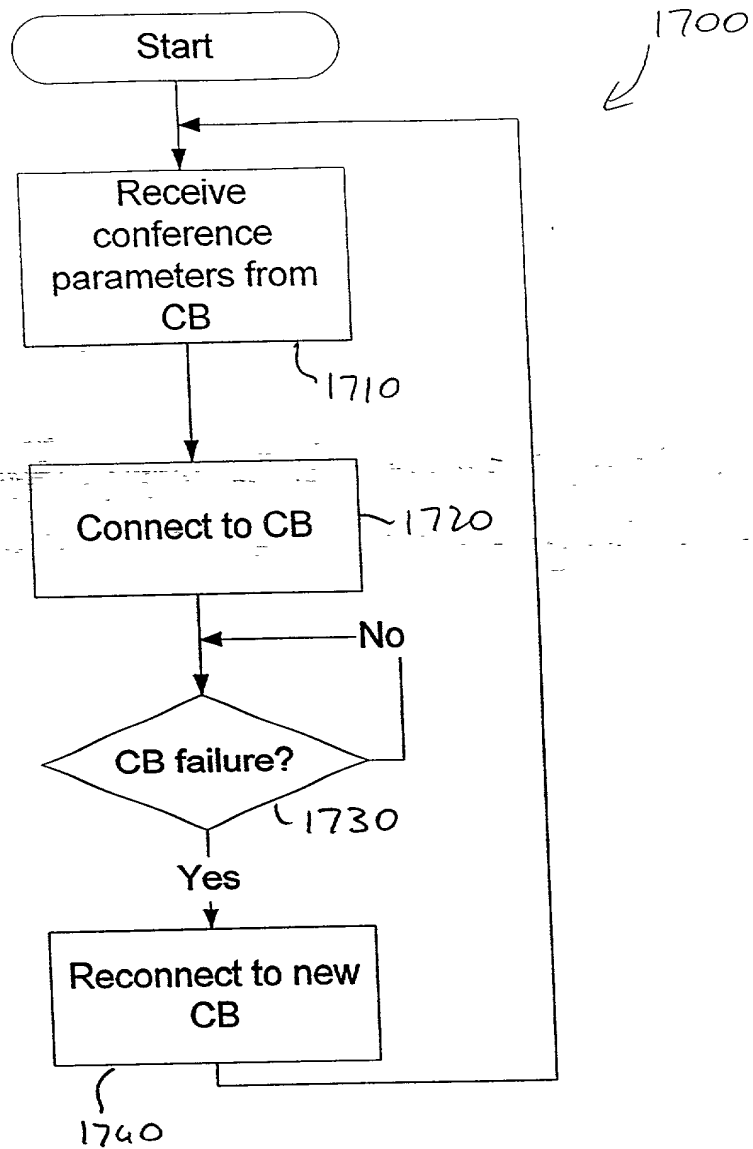 1700
Start
Receive
conference
parameters from
CB
1710
Connect to CB
1720
No
CB failure?
1730
Yes
Reconnect to new
CB
1740